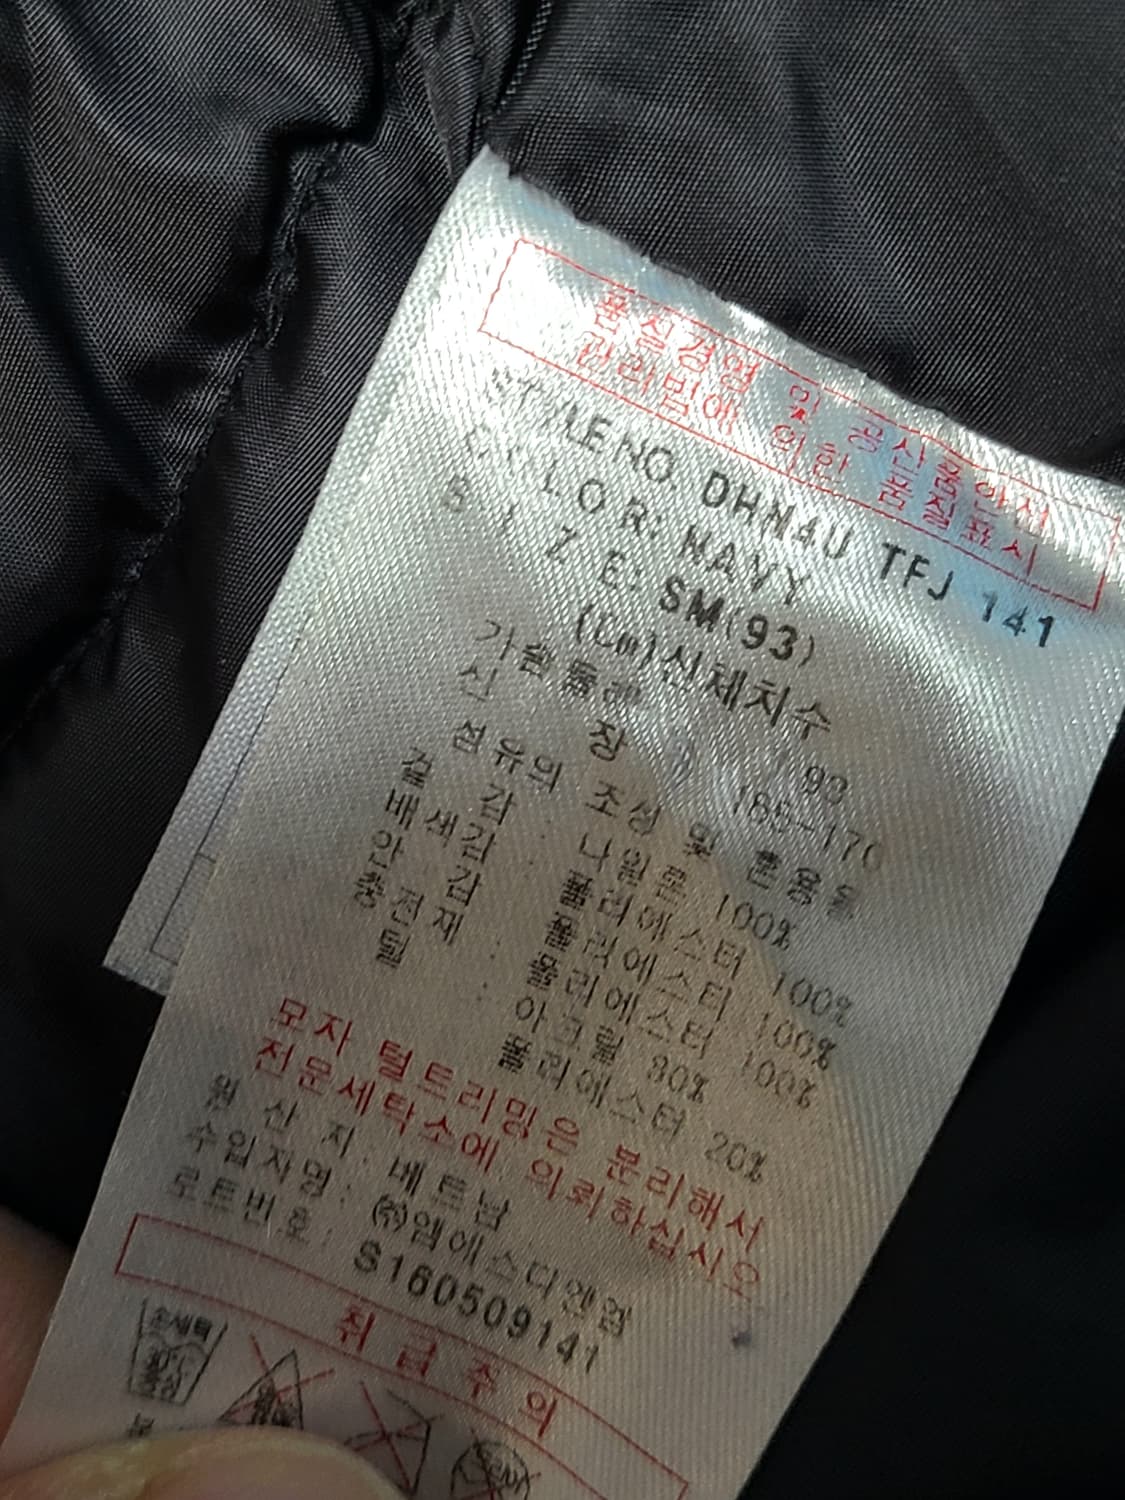 품질경영 및 공산품안전
관리법에 의한 품질표시
STYLE NO. DHN4U TFJ 141
COLOR: NAVY
SIZE: SM(93)
(Cm)신체치수
가슴둘레 : 93
신 장 : 165-170
섬유의 조성 및 혼용율
겉 감 : 나일론 100%
배색감 : 폴리에스터 100%
안 감 : 폴리에스터 100%
충전재 : 폴리에스터 100%
털 : 아크릴 80%
폴리에스터 20%
모자 털트리밍은 분리해서
전문세탁소에 의뢰하십시오
원 산 지 : 베트남
수입자명 : ㈜엠에스디엔엠
로트번호 : S160509141
취급주의
손세탁